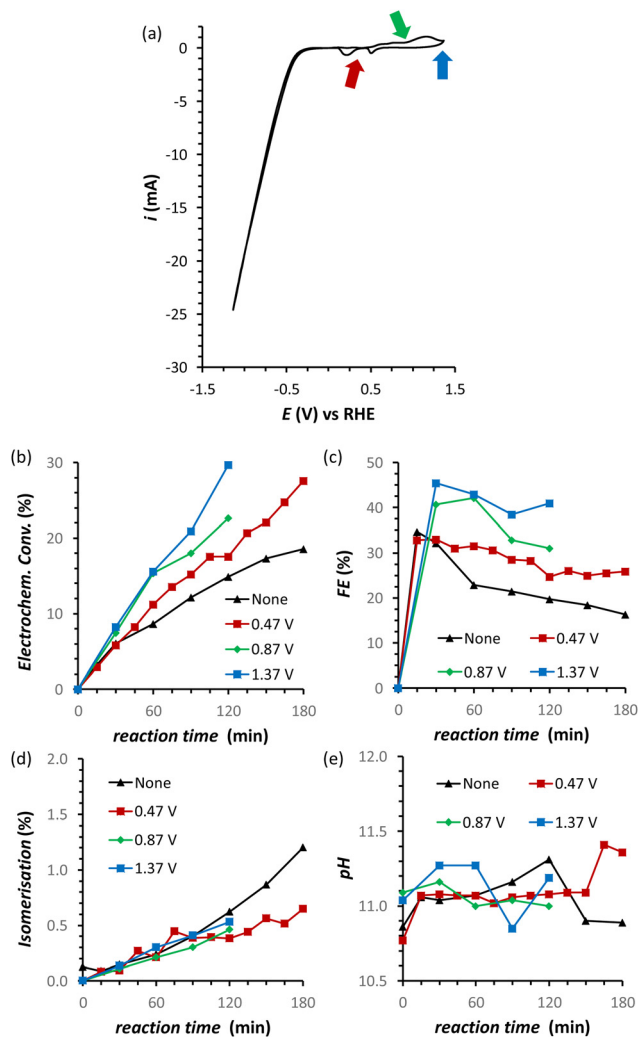 (a)
5
0
-5
-10
-15
-20
-25
-30
i (mA)
-1.5 -0.5 0.5 1.5
E (V) vs RHE
(b)
30
20
10
0
Electrochem. Conv. (%)
None
0.47 V
0.87 V
1.37 V
0 60 120 180
reaction time (min)
(c)
50
40
30
20
10
0
FE (%)
None 0.47 V
0.87 V 1.37 V
0 60 120 180
reaction time (min)
(d)
2.0
1.5
1.0
0.5
0.0
Isomerisation (%)
None
0.47 V
0.87 V
1.37 V
0 60 120 180
reaction time (min)
(e)
12.0
11.5
11.0
10.5
pH
None 0.47 V
0.87 V 1.37 V
0 60 120 180
reaction time (min)